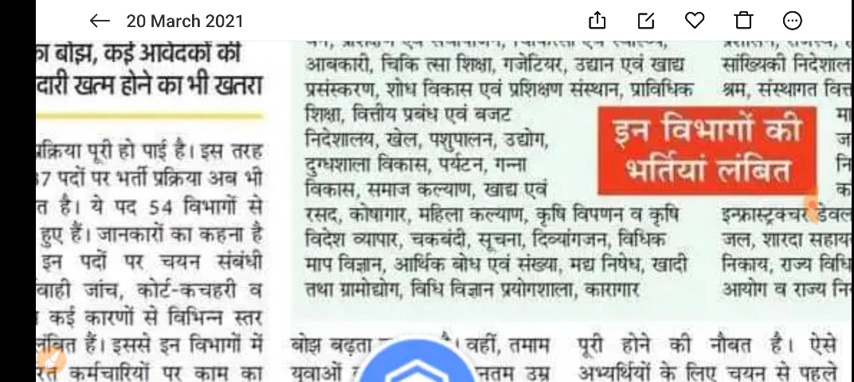 20 March 2021
का बोझ, कई आवेदकों की
दारी खत्म होने का भी खतरा
क्रिया पूरी हो पाई है। इस तरह
37 पदों पर भर्ती प्रक्रिया अब भी
त है। ये पद 54 विभागों से
हुए हैं। जानकारों का कहना है
इन पदों पर चयन संबंधी
वाही जांच, कोर्ट-कचहरी व
कई कारणों से विभिन्न स्तर
लंबित हैं। इससे इन विभागों में
रत कर्मचारियों पर काम का
आबकारी, चिकित्सा शिक्षा, गजेटियर, उद्यान एवं खाद्य
प्रसंस्करण, शोध विकास एवं प्रशिक्षण संस्थान, प्राविधिक
शिक्षा, वित्तीय प्रबंध एवं बजट
निदेशालय, खेल, पशुपालन, उद्योग,
दुग्धशाला विकास, पर्यटन, गन्ना
विकास, समाज कल्याण, खाद्य एवं
रसद, कोषागार, महिला कल्याण, कृषि विपणन व कृषि
विदेश व्यापार, चकबंदी, सूचना, दिव्यांगजन, विधिक
माप विज्ञान, आर्थिक बोध एवं संख्या, मद्य निषेध, खादी
तथा ग्रामोद्योग, विधि विज्ञान प्रयोगशाला, कारागार
इन विभागों की
भर्तियां लंबित
सांख्यिकी निदेशाल
श्रम, संस्थागत वित्त
मा
ज
नि
क
इन्फ्रास्ट्रक्चर डेवल
जल, शारदा सहाय
निकाय, राज्य विधि
आयोग व राज्य नि
बोझ बढ़ता है। वहीं, तमाम
युवाओं नतम उम्र
पूरी होने की नौबत है। ऐसे
अभ्यर्थियों के लिए चयन से पहले